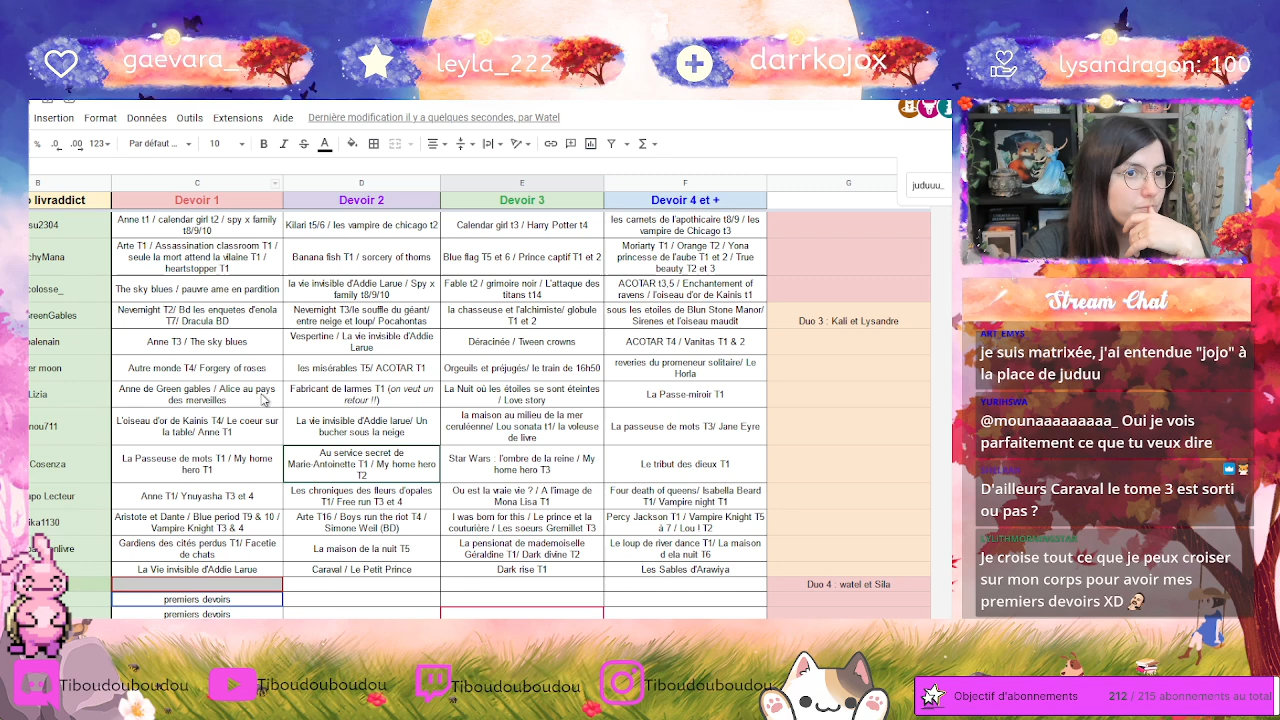 gaevara_
leyla_222
darrkojox
lysandragon: 100
Insertion Format Données Outils Extensions Aide Dernière modification il y a quelques secondes, par Watel
% .0 .00 123 Par défaut ... 10 B I S A
juduuu_
B C D E F G
livraddict Devoir 1 Devoir 2 Devoir 3 Devoir 4 et +
su2304
Anne t1 / calendar girl t2 / spy x family
t8/9/10
Kilari t5/6 / les vampire de chicago t2
Calendar girl t3 / Harry Potter t4
les carnets de l'apothicaire t8/9 / les
vampire de Chicago t3
chyMana
Arte T1 / Assassination classroom T1 /
seule la mort attend la vilaine T1 /
heartstopper T1
Banana fish T1 / sorcery of thorns
Blue flag T5 et 6 / Prince captif T1 et 2
Moriarty T1 / Orange T2 / Yona
princesse de l'aube T1 et 2 / True
beauty T2 et 3
colosse_
The sky blues / pauvre ame en pardition
la vie invisible d'Addie Larue / Spy x
family t8/9/10
Fable t2 / grimoire noir / L'attaque des
titans t14
ACOTAR t3,5 / Enchantement of
ravens / l'oiseau d'or de Kainis t1
reenGables
Nevernight T2/ Bd les enquetes d'enola
T7/ Dracula BD
Nevernight T3/Le souffle de géant/
entre neige et loup/ Pocahontas
la chasseuse et l'alchimiste/ globule
T1 et 2
sous les etoiles de Blun Stone Manor/
Sirenes et l'oiseau maudit
Duo 3 : Kali et Lysandre
palenain
Anne T3 / The sky blues
Vespertine / La vie invisible d'Addie
Larue
Déracinée / Tween crowns
ACOTAR T4 / Vanitas T1 & 2
er moon
Autre monde T4/ Forgery of roses
les misérables T5/ ACOTAR T1
Orgeuils et préjugés/ le train de 16h50
reveries du promeneur solitaire/ Le
Horla
Lizia
Anne de Green gables / Alice au pays
des merveilles
Fabricant de larmes T1 (on veut un
retour !!)
La Nuit où les étoiles se sont éteintes
/ Love story
La Passe-miroir T1
nou711
L'oiseau d'or de Kainis T4/ Le coeur sur
la table/ Anne T1
La vie invisible d'Addie larue/ Un
bucher sous la neige
la maison au milieu de la mer
ceruléenne/ Lou sonata t1/ la voleuse
de livre
La passeuse de mots T3/ Jane Eyre
Cosenza
La Passeuse de mots T1 / My home
hero T1
Au service secret de
Marie-Antoinette T1 / My home hero
T2
Star Wars : l'ombre de la reine / My
home hero T3
Le tribut des dieux T1
upo Lecteur
Anne T1/ Ynuyasha T3 et 4
Les chroniques des fleurs d'opales
T1/ Free run T3 et 4
Ou est la vraie vie ? / A l'image de
Mona Lisa T1
Four death of queens/ Isabella Beard
T1/ Vampire night T1
ika1130
Aristote et Dante / Blue period T9 & 10 /
Vampire Knight T3 & 4
Arte T16 / Boys run the riot T4 /
Simone Weil (BD)
I was born for this / Le prince et la
couturière / Les soeurs Gremillet T3
Percy Jackson T1 / Vampire Knight T5
à 7 / Lou ! T2
onlivre
Gardiens des cités perdus T1/ Facetie
de chats
La maison de la nuit T5
La pensionat de mademoiselle
Géraldine T1/ Dark divine T2
Le loup de river dance T1/ La maison
d ela nuit T6
La Vie invisible d'Addie Larue
Caraval / Le Petit Prince
Dark rise T1
Les Sables d'Arawiya
Duo 4 : watel et Sila
premiers devoirs
premiers devoirs
Stream Chat
ART_EMYS
je suis matrixée, j'ai entendue "jojo" à
la place de juduu
YURIHSWA
@mounaaaaaaaaa_ Oui je vois
parfaitement ce que tu veux dire
D'ailleurs Caraval le tome 3 est sorti
ou pas ?
LYLITHMORNINGSTAR
Je croise tout ce que je peux croiser
sur mon corps pour avoir mes
premiers devoirs XD
Tiboudouboudou
Tiboudouboudou
Tiboudouboudou
Tiboudouboudou
Objectif d'abonnements 212 / 215 abonnements au total